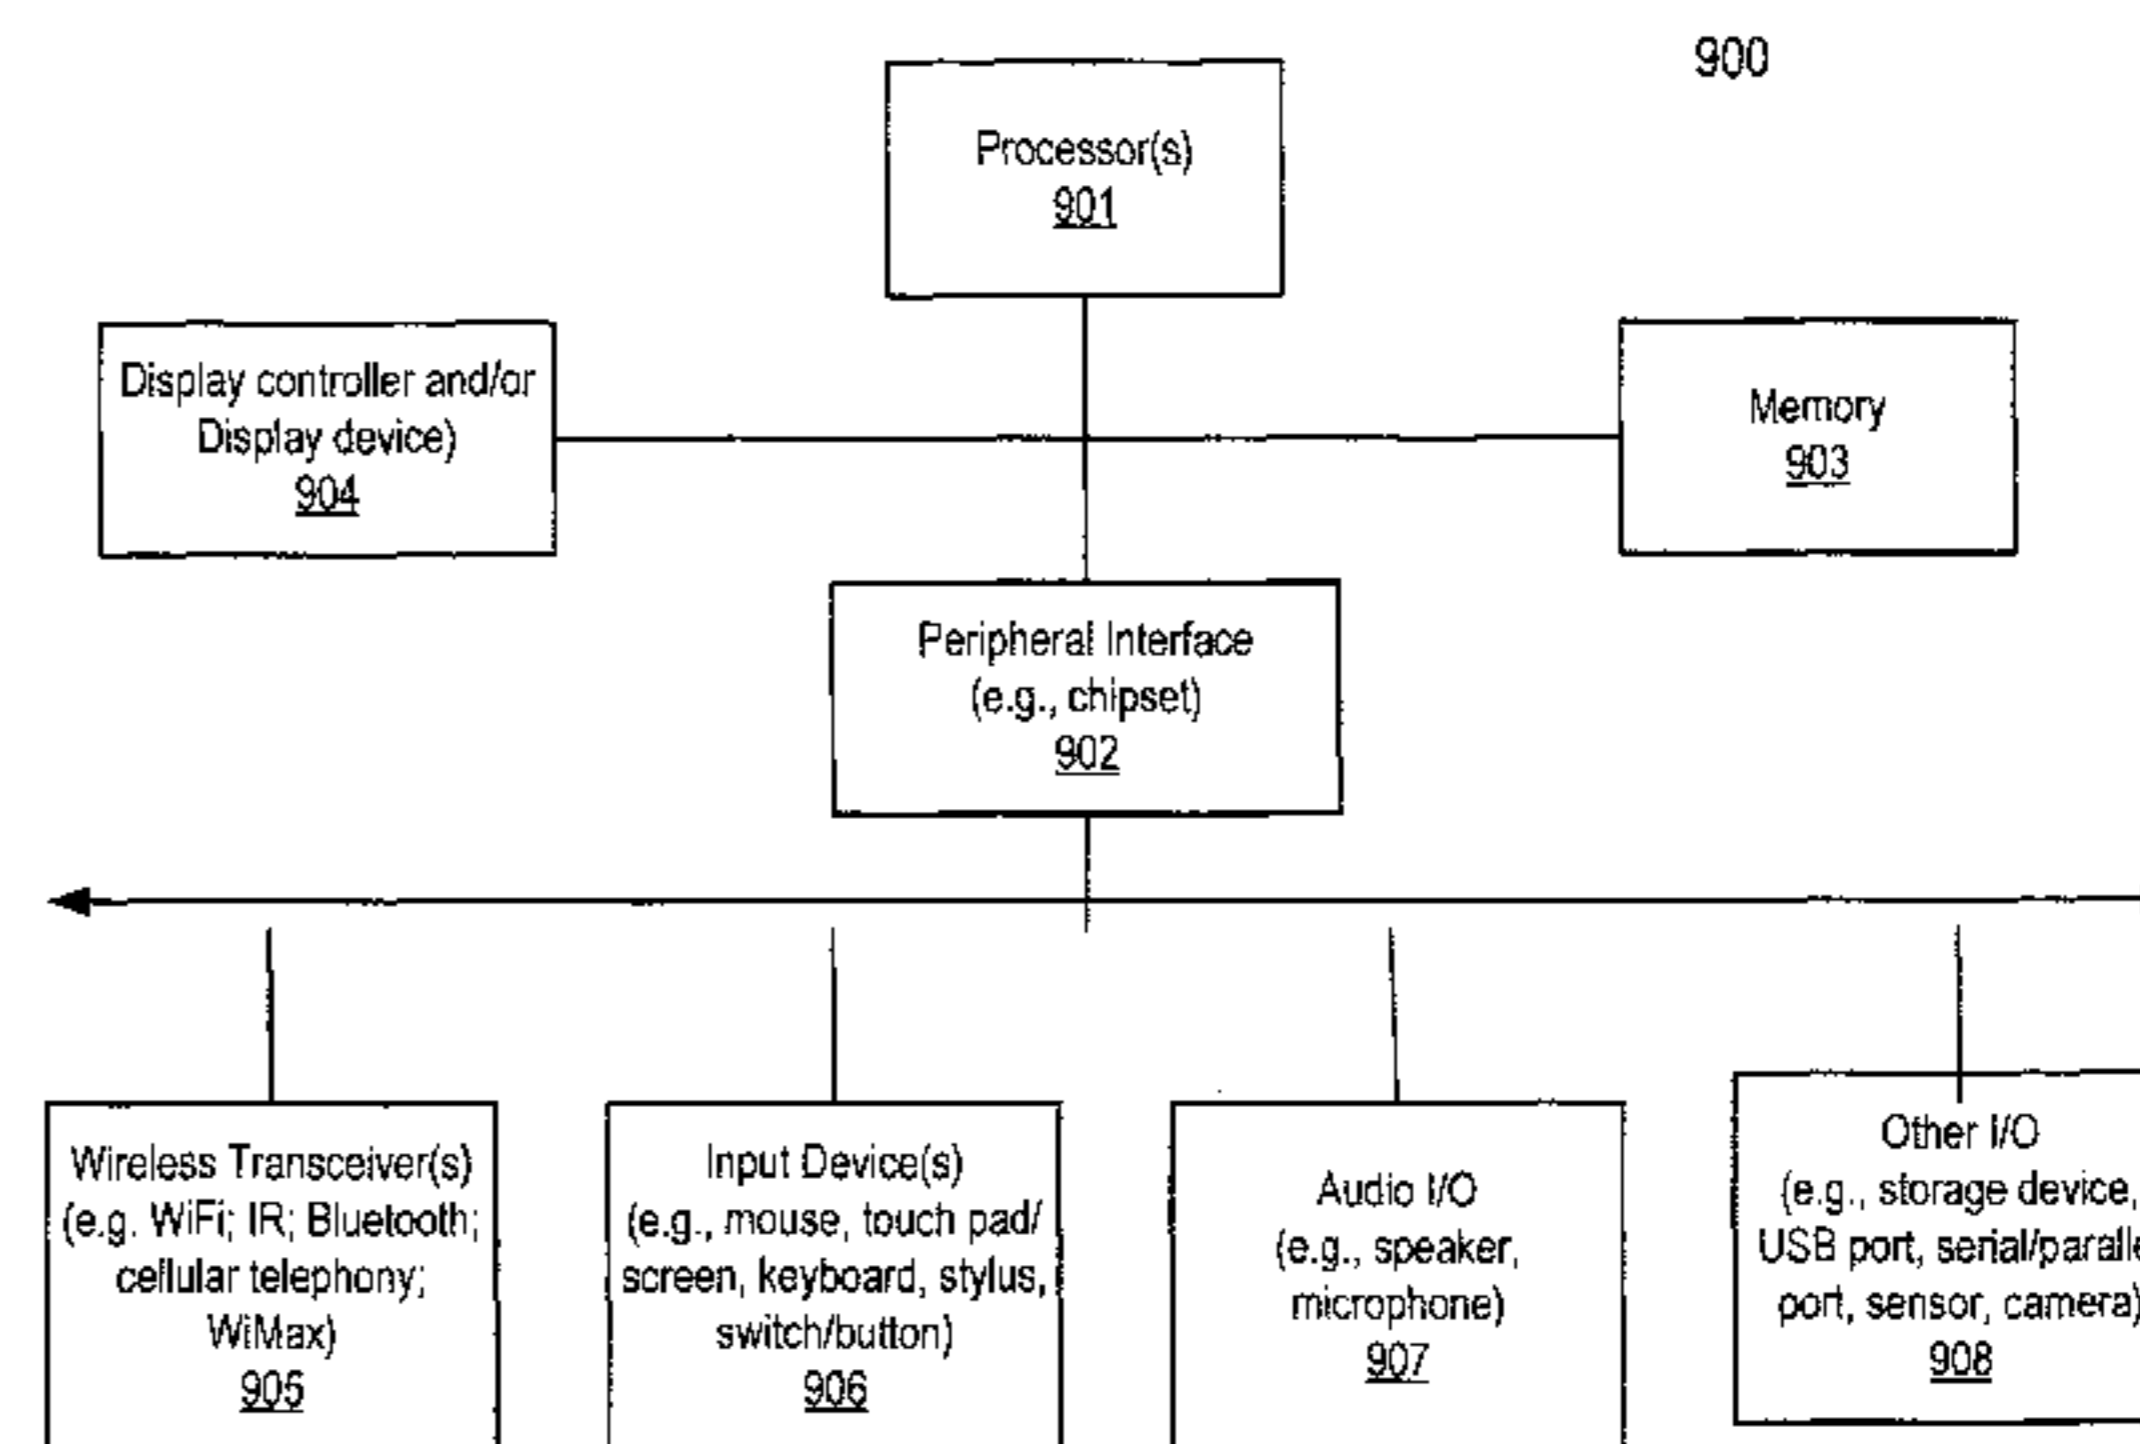 900
Processor(s)
901
Display controller and/or
Display device)
904
Memory
903
Peripheral Interface
(e.g., chipset)
902
Wireless Transceiver(s)
(e.g. WiFi; IR; Bluetooth;
cellular telephony;
WiMax)
905
Input Device(s)
(e.g., mouse, touch pad/
screen, keyboard, stylus,
switch/button)
906
Audio I/O
(e.g., speaker,
microphone)
907
Other I/O
(e.g., storage device,
USB port, serial/paralle
port, sensor, camera)
908